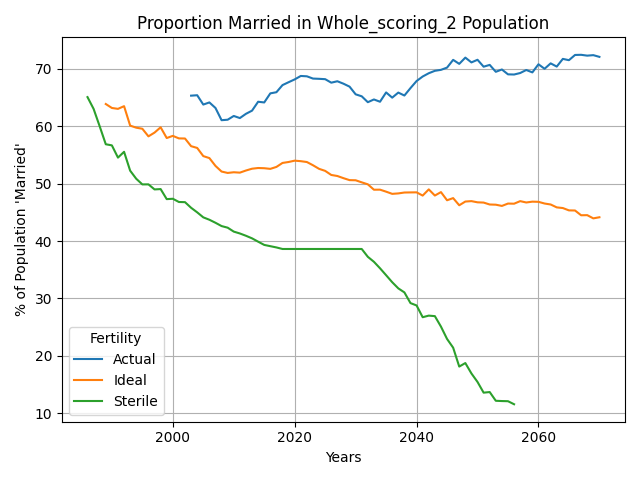 Proportion Married in Whole_scoring_2 Population
% of Population 'Married'
70
60
50
40
30
20
10
Fertility
Actual
Ideal
Sterile
2000 2020 2040 2060
Years